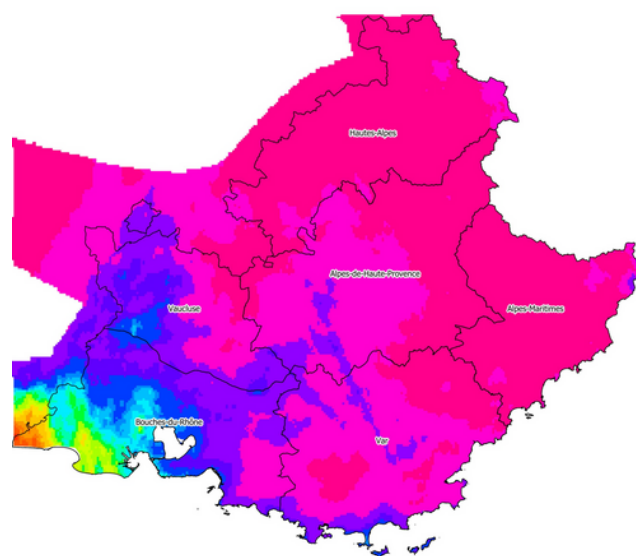 Hautes-Alpes
Alpes-de-Haute-Provence
Vaucluse
Alpes-Maritimes
Bouches-du-Rhône
Var